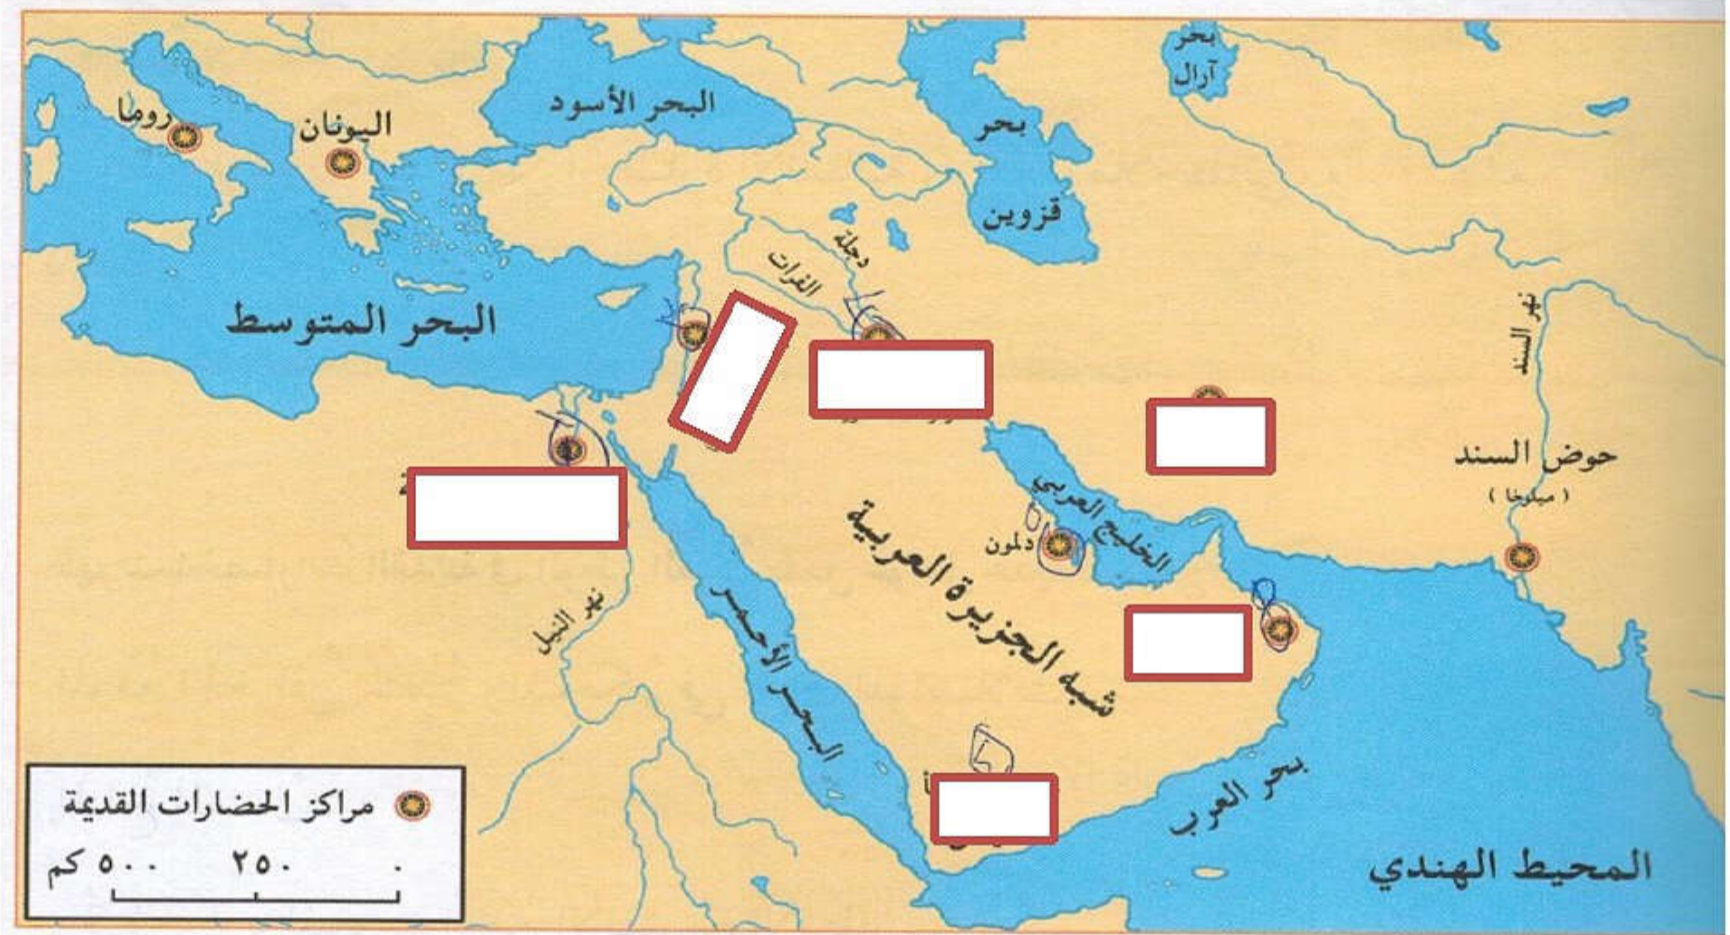 بحر
آرال
البحر الأسود
روما
اليونان
بحر
قزوين
دجلة
الفرات
البحر المتوسط
نهر السند
حوض السند
( ميلوخا )
الخليج العربي
دلمون
شبه الجزيرة العربية
نهر النيل
البحر الأحمر
بحر العرب
المحيط الهندي
مراكز الحضارات القديمة
٠ ٢٥٠ ٥٠٠ كم